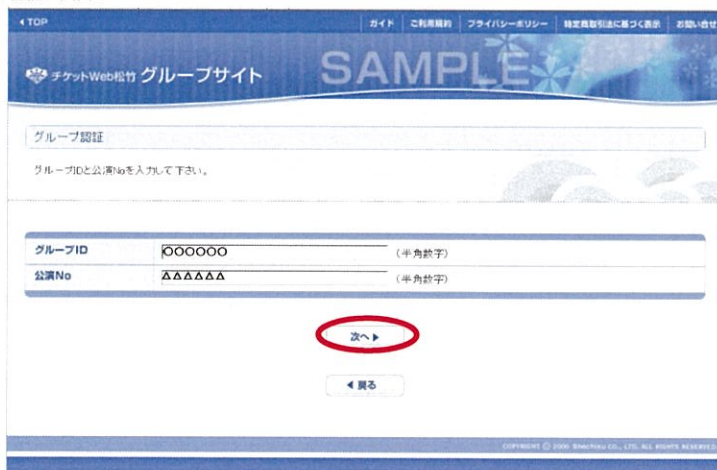 ◀TOP
ガイド ご利用規約 プライバシーポリシー 特定商取引法に基づく表示 お問い合せ
チケットWeb松竹 グループサイト
SAMPLE
グループ認証
グループIDと公演Noを入力して下さい。
グループID ○○○○○○ (半角数字)
公演No △△△△△△ (半角数字)
次へ▶
◀戻る
COPYRIGHT Ⓒ 2006 Shochiku CO., LTD. ALL RIGHTS RESERVED.